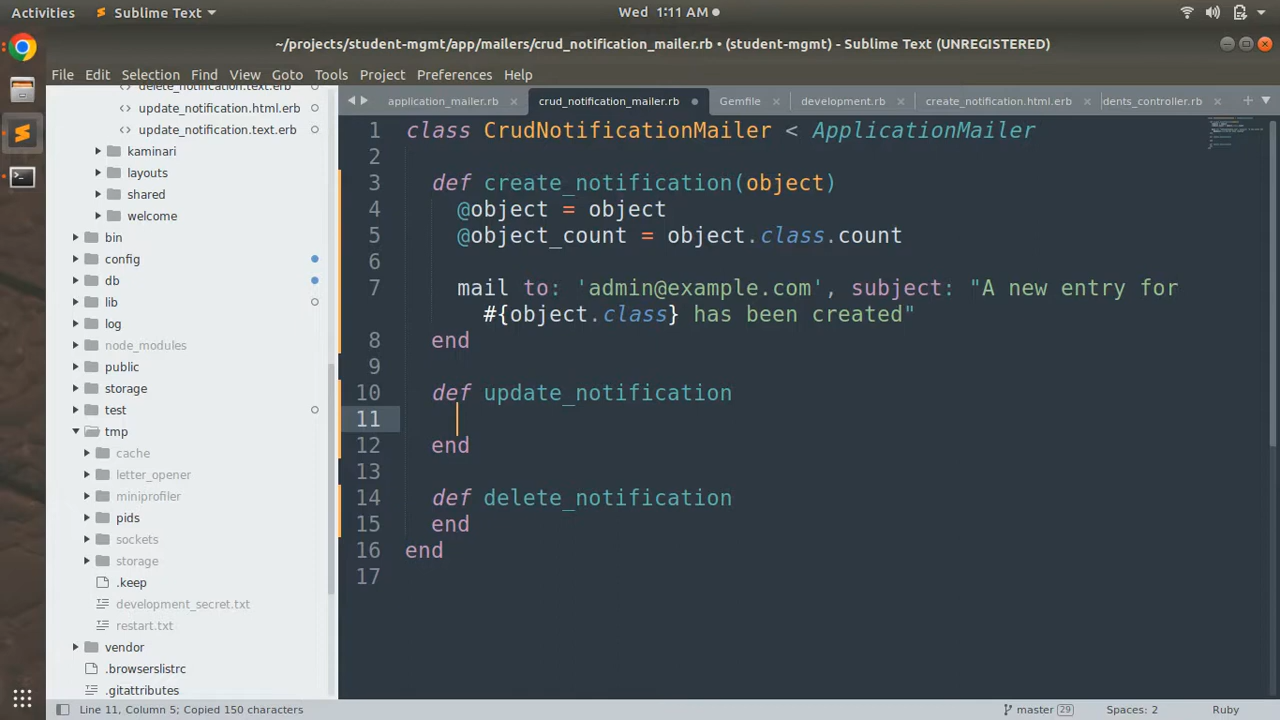 Activities
Sublime Text
Wed 1:11 AM
~/projects/student-mgmt/app/mailers/crud_notification_mailer.rb • (student-mgmt) - Sublime Text (UNREGISTERED)
File Edit Selection Find View Goto Tools Project Preferences Help
delete_notification.text.erb
update_notification.html.erb
update_notification.text.erb
kaminari
layouts
shared
welcome
bin
config
db
lib
log
node_modules
public
storage
test
tmp
cache
letter_opener
miniprofiler
pids
sockets
storage
.keep
development_secret.txt
restart.txt
vendor
.browserslistrc
.gitattributes
application_mailer.rb × crud_notification_mailer.rb Gemfile × development.rb × create_notification.html.erb × dents_controller.rb ×
1 class CrudNotificationMailer < ApplicationMailer
2
3 def create_notification(object)
4 @object = object
5 @object_count = object.class.count
6
7 mail to: 'admin@example.com', subject: "A new entry for
#{object.class} has been created"
8 end
9
10 def update_notification
11
12 end
13
14 def delete_notification
15 end
16 end
17
Line 11, Column 5; Copied 150 characters
master 29
Spaces: 2
Ruby